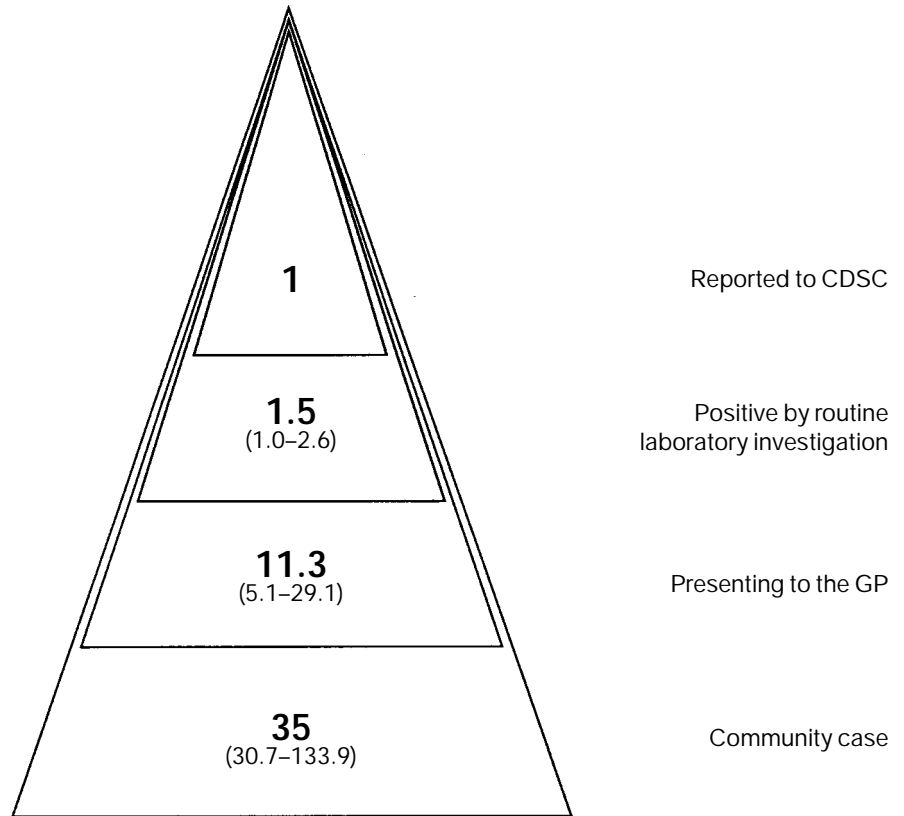 1
Reported to CDSC
1.5
(1.0–2.6)
Positive by routine
laboratory investigation
11.3
(5.1–29.1)
Presenting to the GP
35
(30.7–133.9)
Community case